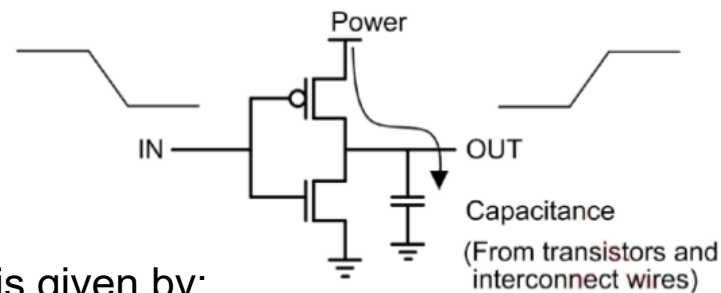 Power
IN
OUT
Capacitance
(From transistors and
interconnect wires)
is given by: